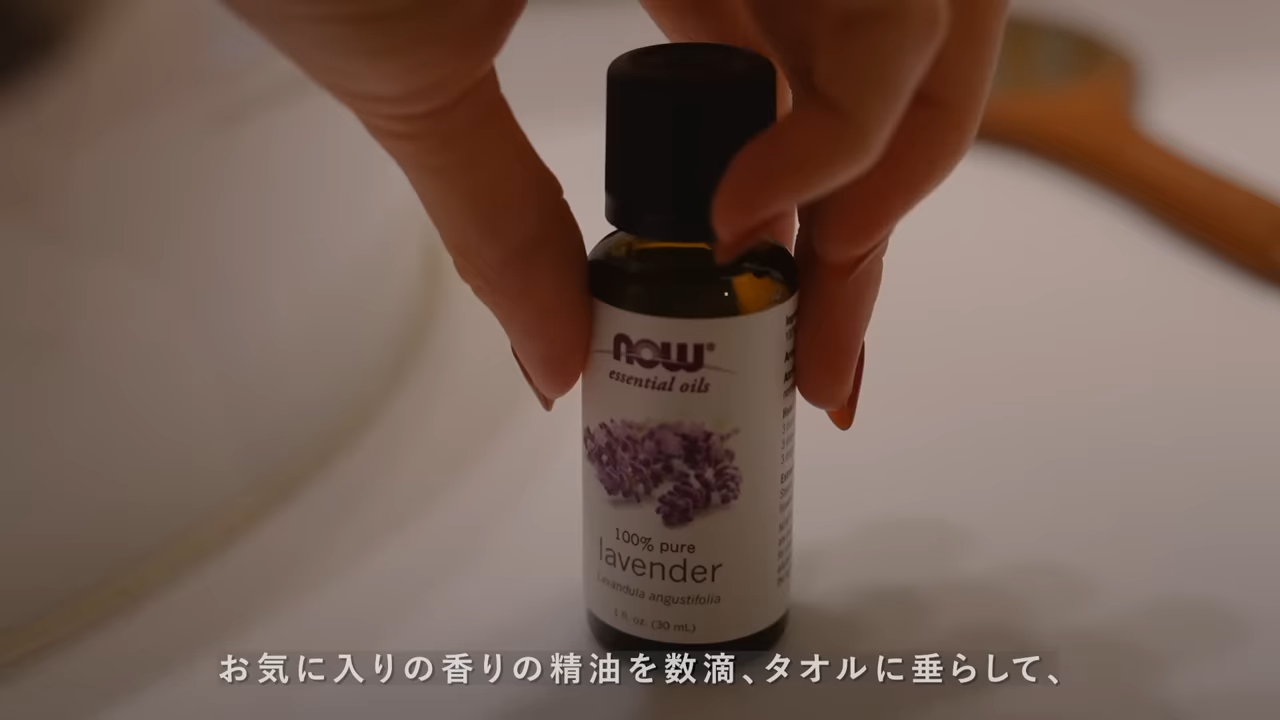 now®
essential oils
100% pure
lavender
Lavandula angustifolia
1 fl. oz. (30 mL)
お気に入りの香りの精油を数滴、タオルに垂らして、